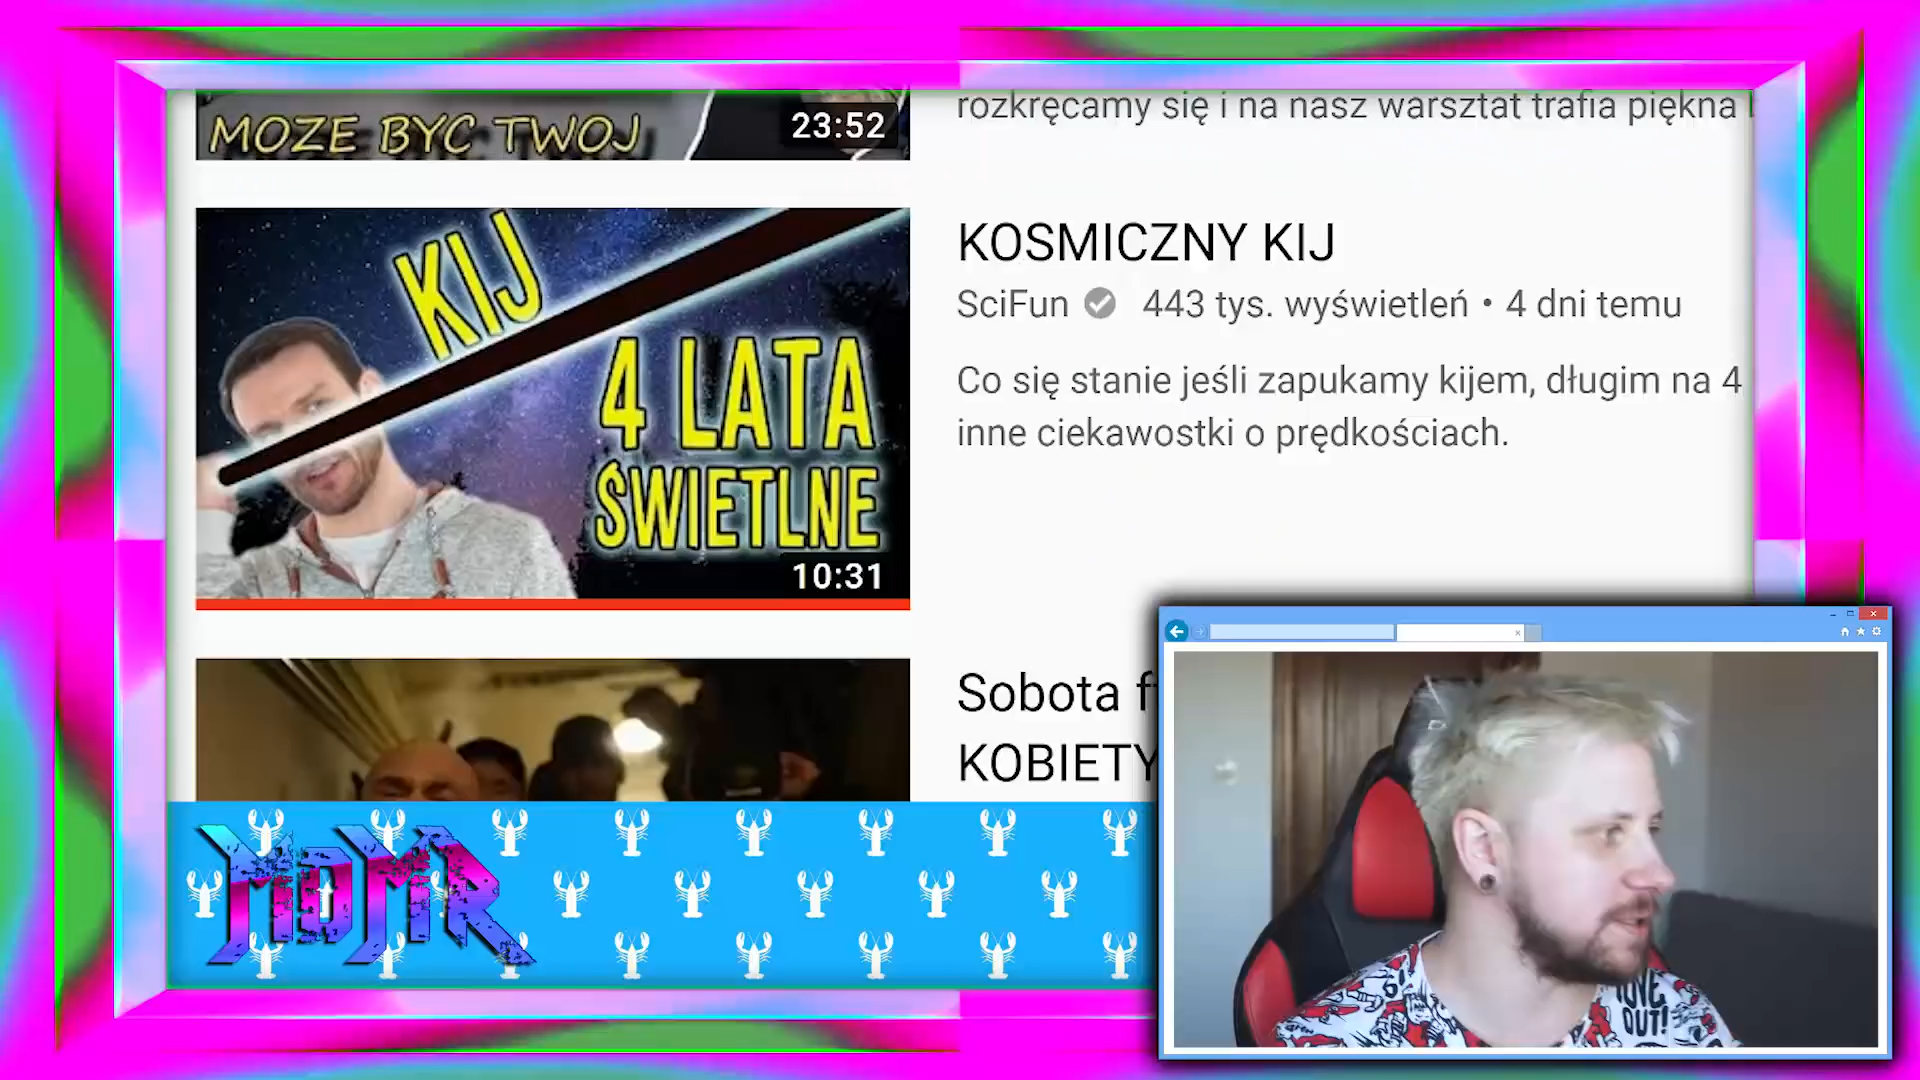 MOZE BYC TWOJ
23:52
rozkręcamy się i na nasz warsztat trafia piękna
KIJ
4 LATA
ŚWIETLNE
10:31
KOSMICZNY KIJ
SciFun 443 tys. wyświetleń • 4 dni temu
Co się stanie jeśli zapukamy kijem, długim na 4
inne ciekawostki o prędkościach.
Sobota
KOBIETY
MDMR
OUT!